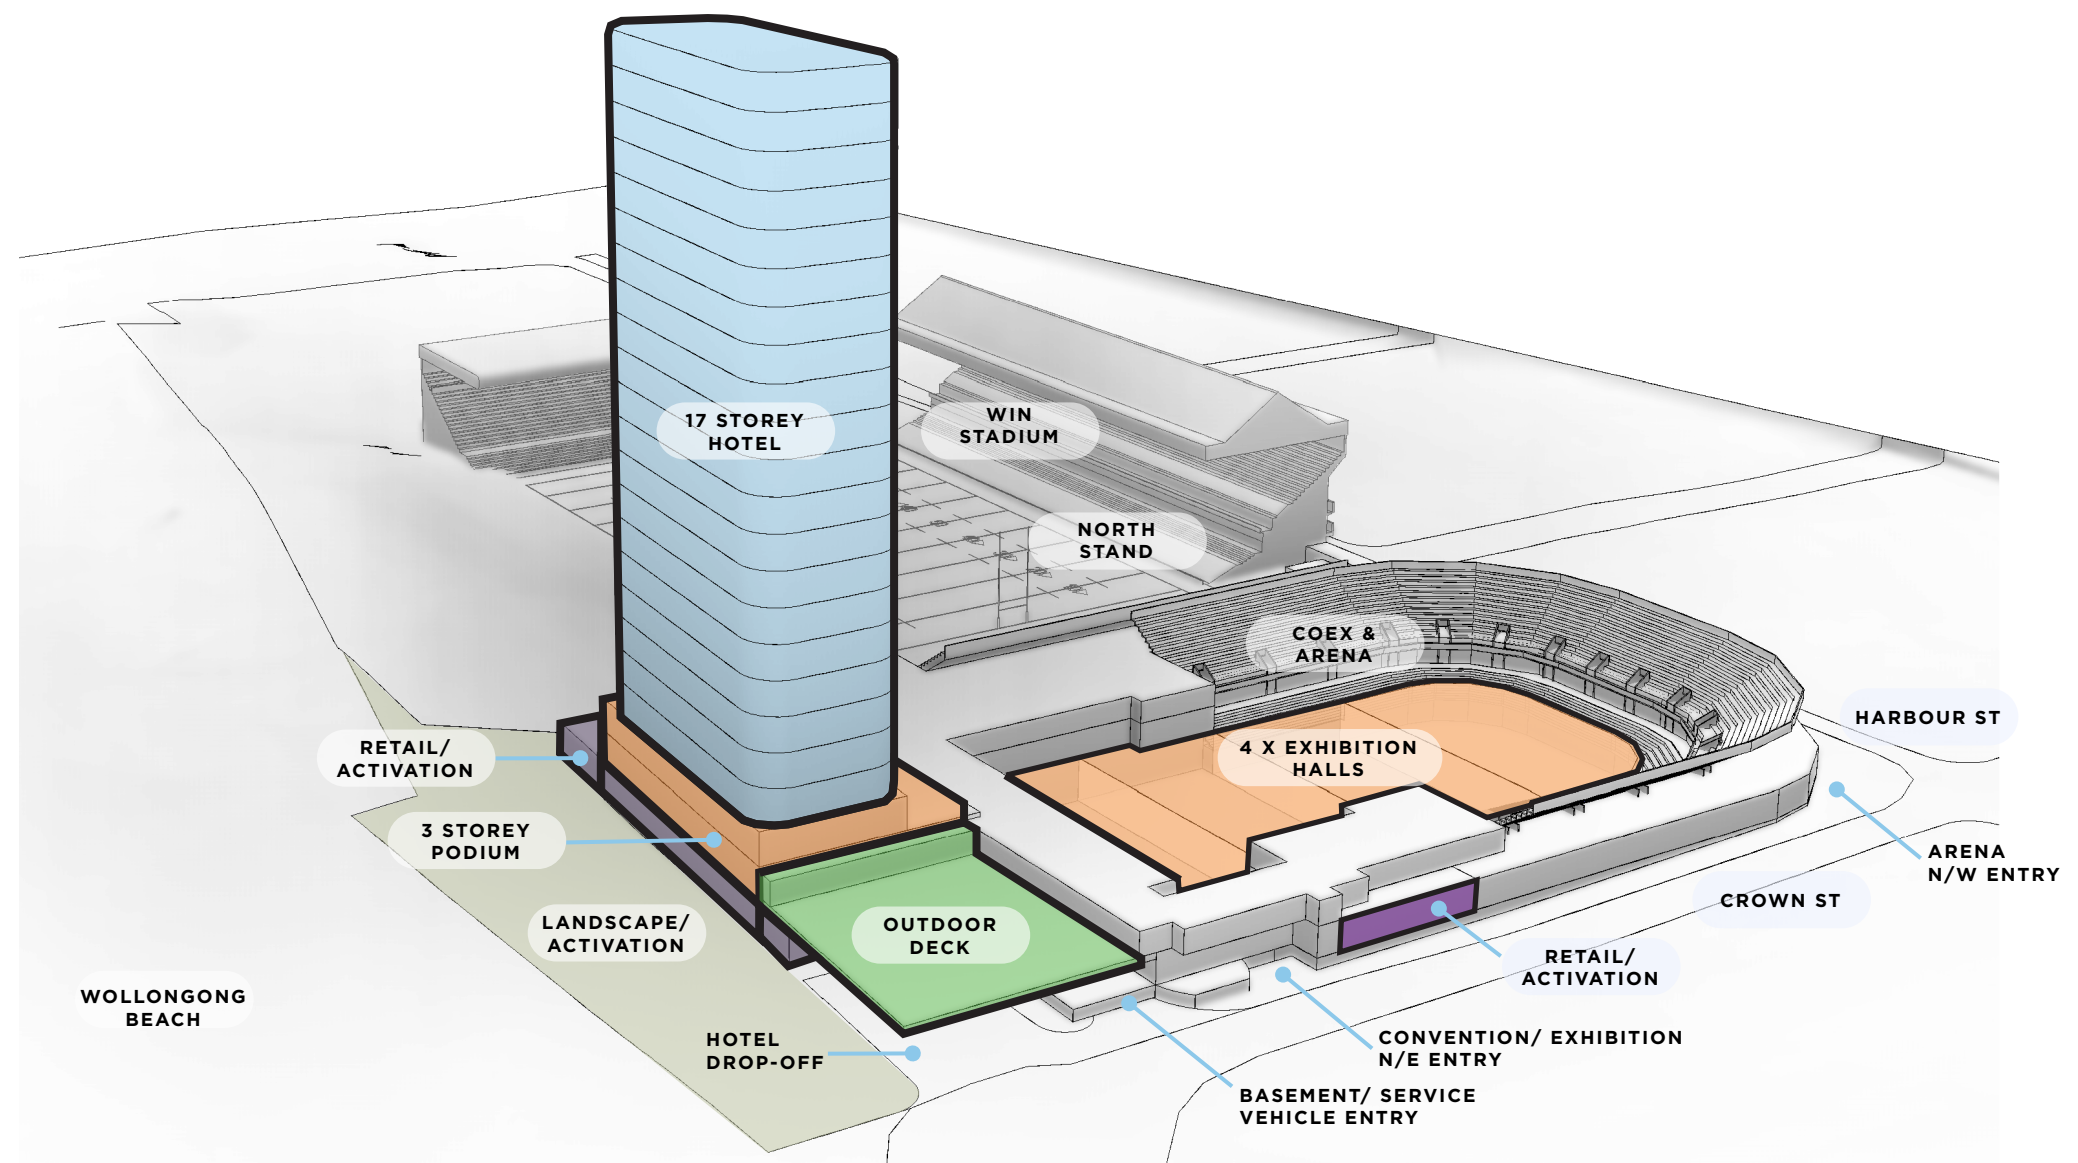 17 STOREY
HOTEL
WIN
STADIUM
NORTH
STAND
COEX &
ARENA
HARBOUR ST
4 X EXHIBITION
HALLS
RETAIL/
ACTIVATION
3 STOREY
PODIUM
ARENA
N/W ENTRY
CROWN ST
LANDSCAPE/
ACTIVATION
OUTDOOR
DECK
RETAIL/
ACTIVATION
WOLLONGONG
BEACH
HOTEL
DROP-OFF
CONVENTION/ EXHIBITION
N/E ENTRY
BASEMENT/ SERVICE
VEHICLE ENTRY